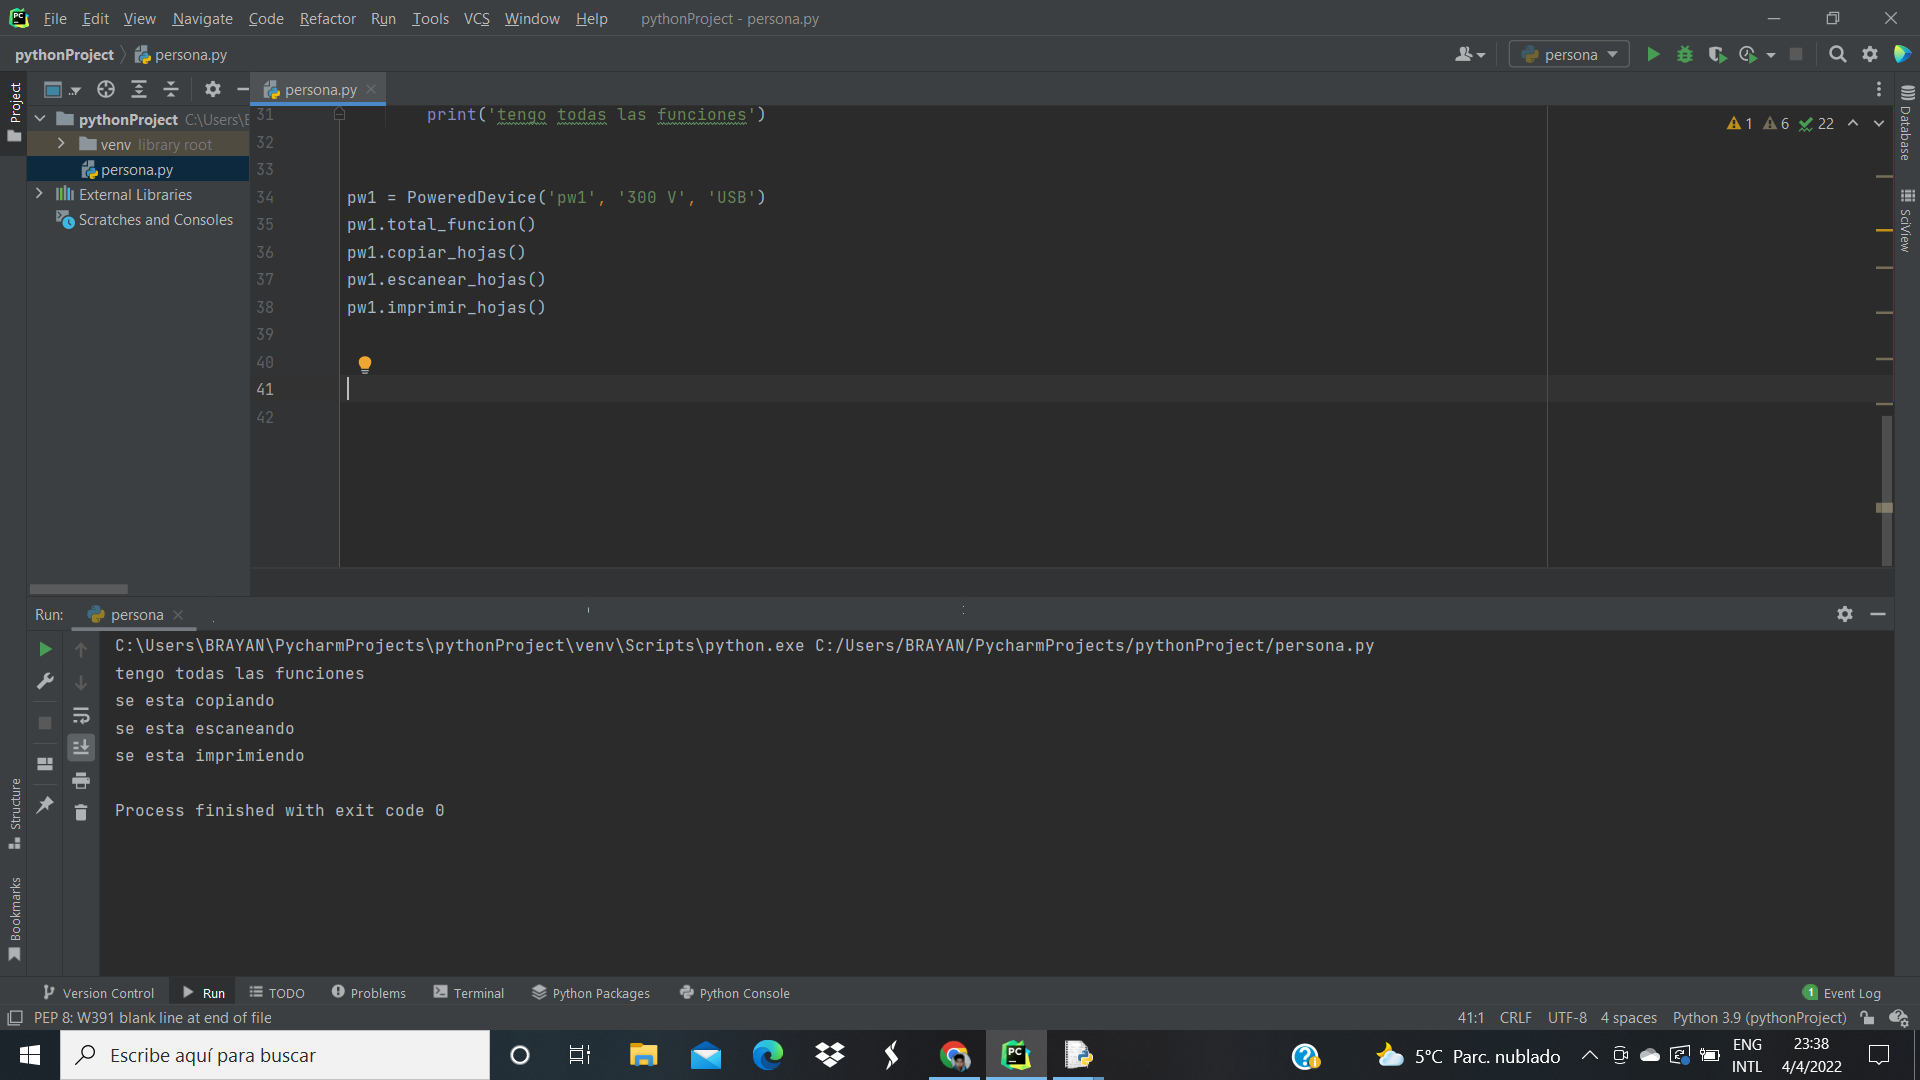 File Edit View Navigate Code Refactor Run Tools VCS Window Help pythonProject - persona.py
pythonProject persona.py persona
Project
persona.py
pythonProject C:\Users\
venv library root
persona.py
External Libraries
Scratches and Consoles
31 print('tengo todas las funciones')
32
33
34 pw1 = PoweredDevice('pw1', '300 V', 'USB')
35 pw1.total_funcion()
36 pw1.copiar_hojas()
37 pw1.escanear_hojas()
38 pw1.imprimir_hojas()
39
40
41
42
1 6 22
Database
SciView
Run: persona
C:\Users\BRAYAN\PycharmProjects\pythonProject\venv\Scripts\python.exe C:/Users/BRAYAN/PycharmProjects/pythonProject/persona.py
tengo todas las funciones
se esta copiando
se esta escaneando
se esta imprimiendo
Process finished with exit code 0
Structure
Bookmarks
Version Control Run TODO Problems Terminal Python Packages Python Console 1 Event Log
PEP 8: W391 blank line at end of file 41:1 CRLF UTF-8 4 spaces Python 3.9 (pythonProject)
Escribe aquí para buscar
5°C Parc. nublado
ENG
INTL
23:38
4/4/2022